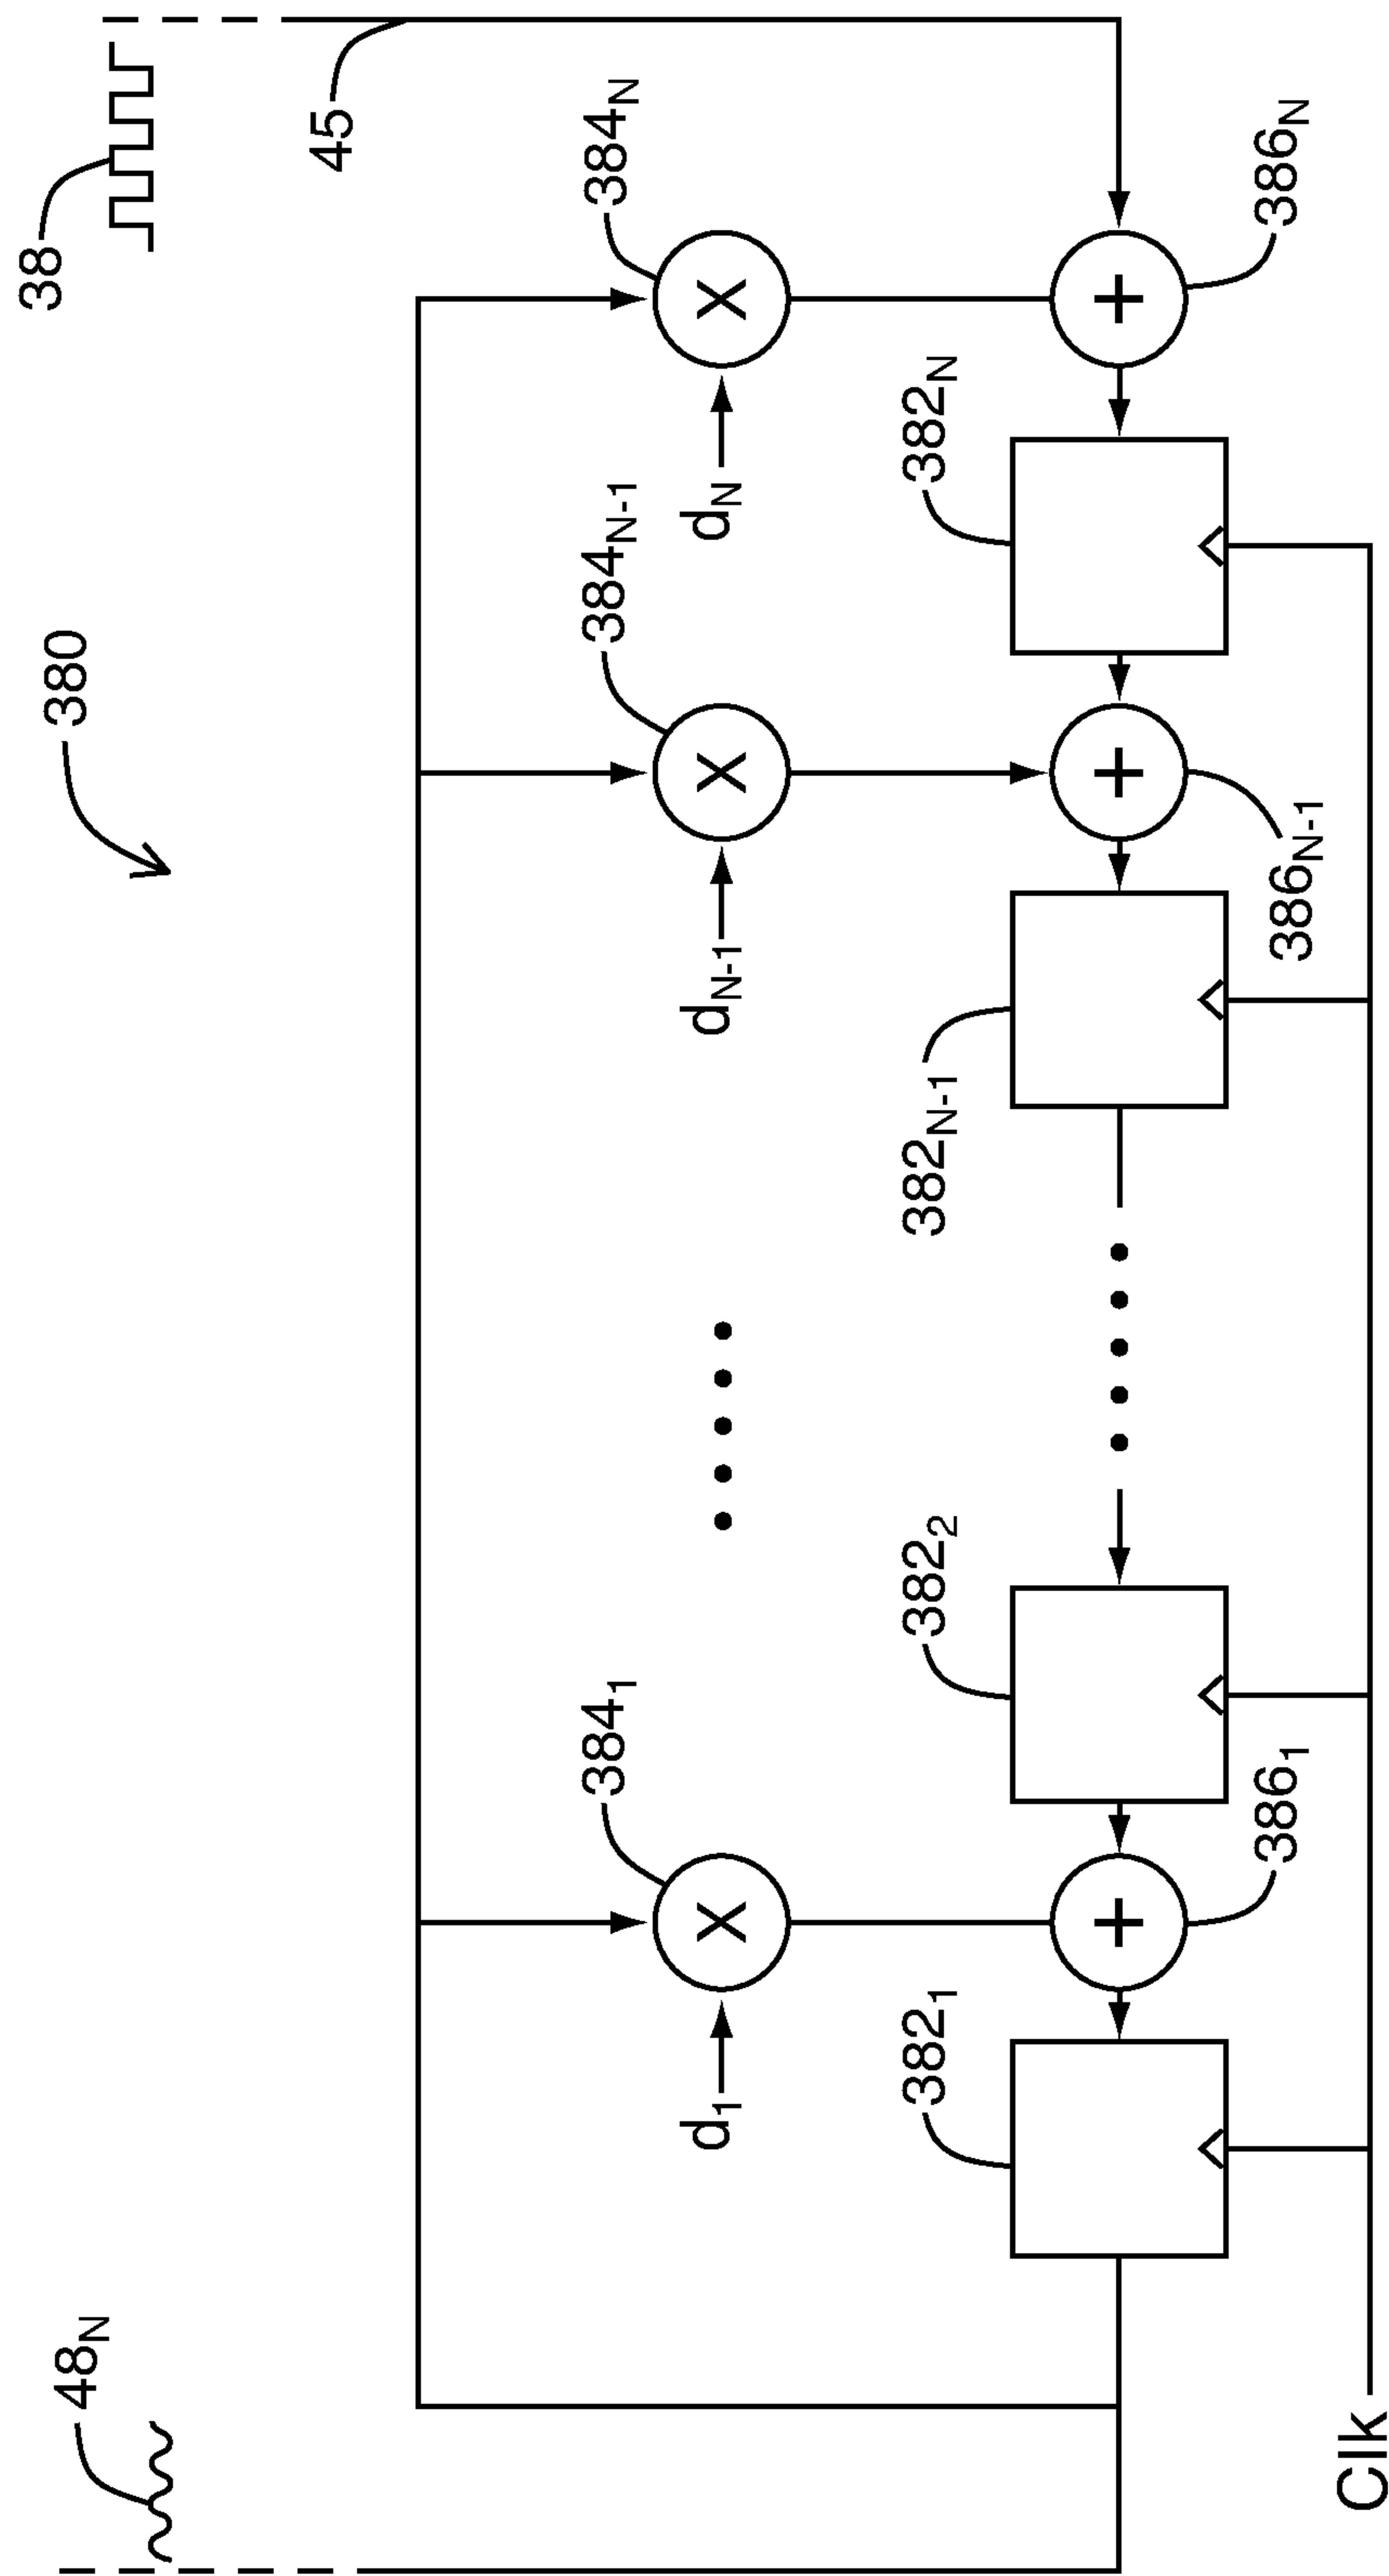 380
48N
38
45
3841
384N-1
384N
d1
dN-1
dN
3821
3822
382N-1
382N
X
X
X
+
+
+
3861
386N-1
386N
Clk